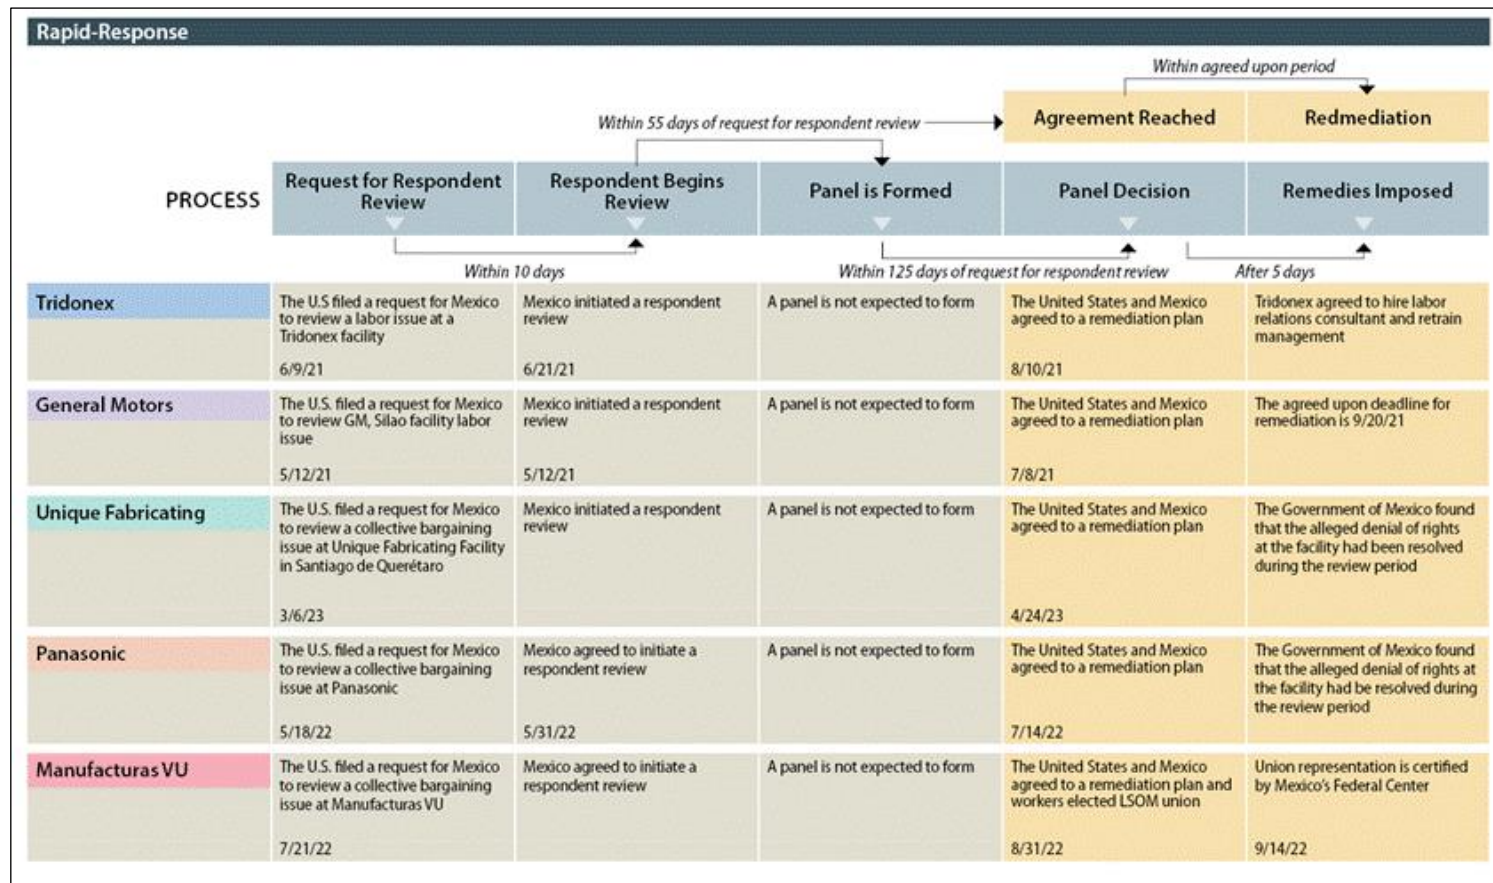 Rapid-Response
Within agreed upon period
Within 55 days of request for respondent review
Agreement Reached
Redmediation
PROCESS
Request for Respondent
Review
Respondent Begins
Review
Panel is Formed
Panel Decision
Remedies Imposed
Within 10 days
Within 125 days of request for respondent review
After 5 days
Tridonex
The U.S filed a request for Mexico
to review a labor issue at a
Tridonex facility
6/9/21
Mexico initiated a respondent
review
6/21/21
A panel is not expected to form
The United States and Mexico
agreed to a remediation plan
8/10/21
Tridonex agreed to hire labor
relations consultant and retrain
management
General Motors
The U.S. filed a request for Mexico
to review GM, Silao facility labor
issue
5/12/21
Mexico initiated a respondent
review
5/12/21
A panel is not expected to form
The United States and Mexico
agreed to a remediation plan
7/8/21
The agreed upon deadline for
remediation is 9/20/21
Unique Fabricating
The U.S. filed a request for Mexico
to review a collective bargaining
issue at Unique Fabricating Facility
in Santiago de Querétaro
3/6/23
Mexico initiated a respondent
review
A panel is not expected to form
The United States and Mexico
agreed to a remediation plan
4/24/23
The Government of Mexico found
that the alleged denial of rights
at the facility had been resolved
during the review period
Panasonic
The U.S. filed a request for Mexico
to review a collective bargaining
issue at Panasonic
5/18/22
Mexico agreed to initiate a
respondent review
5/31/22
A panel is not expected to form
The United States and Mexico
agreed to a remediation plan
7/14/22
The Government of Mexico found
that the alleged denial of rights at
the facility had be resolved during
the review period
Manufacturas VU
The U.S. filed a request for Mexico
to review a collective bargaining
issue at Manufacturas VU
7/21/22
Mexico agreed to initiate a
respondent review
A panel is not expected to form
The United States and Mexico
agreed to a remediation plan and
workers elected LSOM union
8/31/22
Union representation is certified
by Mexico's Federal Center
9/14/22